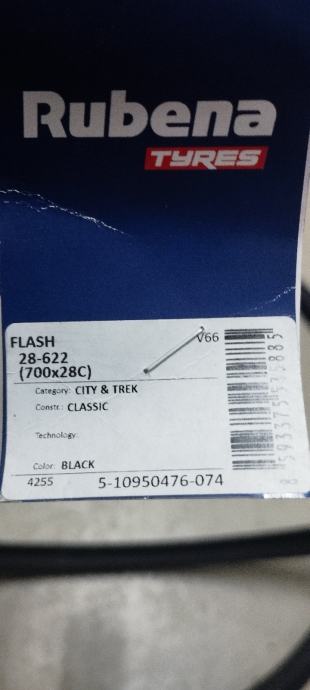 Rubena
TYRES
FLASH
V66
28-622
(700x28C)
Category: CITY & TREK
Constr.: CLASSIC
Technology:
Color: BLACK
4255 5-10950476-074